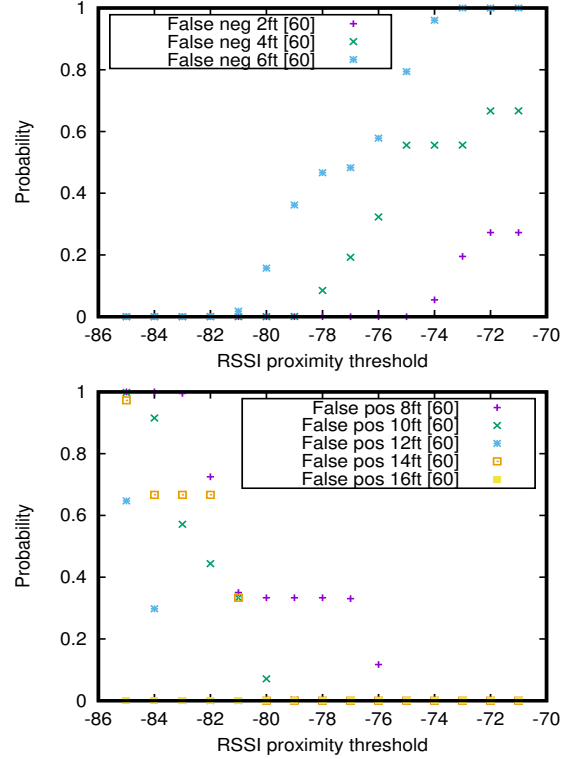 False neg 2ft [60]
False neg 4ft [60]
False neg 6ft [60]
1
0.8
0.6
0.4
0.2
0
Probability
-86 -84 -82 -80 -78 -76 -74 -72 -70
RSSI proximity threshold
False pos 8ft [60]
False pos 10ft [60]
False pos 12ft [60]
False pos 14ft [60]
False pos 16ft [60]
1
0.8
0.6
0.4
0.2
0
Probability
-86 -84 -82 -80 -78 -76 -74 -72 -70
RSSI proximity threshold